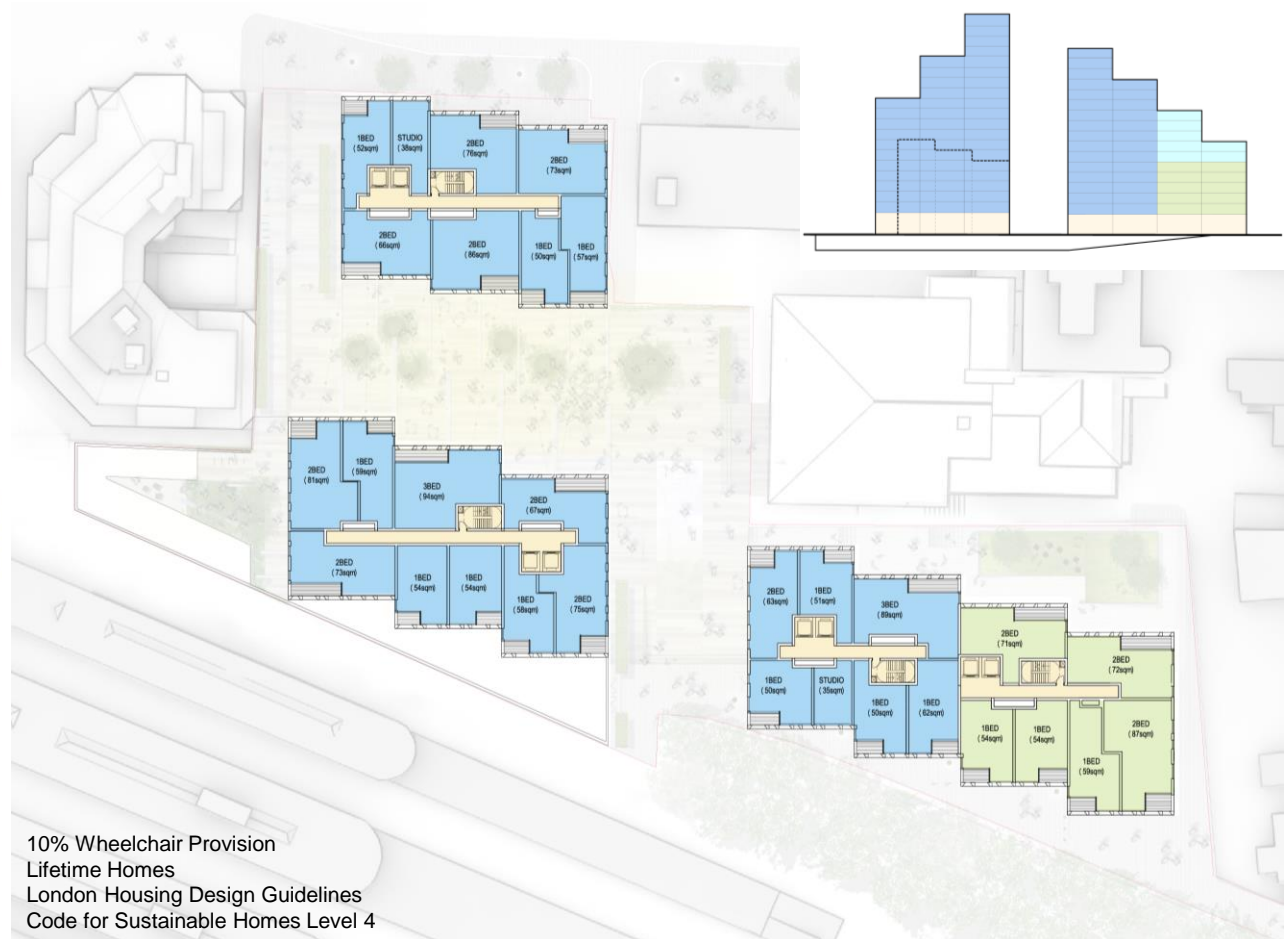 1BED
( 52sqm)
STUDIO
( 38sqm)
2BED
( 76sqm)
2BED
( 73sqm)
2BED
( 66sqm)
2BED
( 86sqm)
1BED
( 50sqm)
1BED
( 57sqm)
2BED
( 81sqm)
1BED
( 59sqm)
3BED
( 94sqm)
2BED
( 67sqm)
2BED
( 73sqm)
1BED
( 54sqm)
1BED
( 54sqm)
1BED
( 58sqm)
2BED
( 75sqm)
2BED
( 63sqm)
1BED
( 51sqm)
3BED
( 89sqm)
1BED
( 50sqm)
STUDIO
( 35sqm)
1BED
( 50sqm)
1BED
( 62sqm)
2BED
( 71sqm)
2BED
( 72sqm)
1BED
( 54sqm)
1BED
( 54sqm)
1BED
( 59sqm)
2BED
( 87sqm)
10% Wheelchair Provision
Lifetime Homes
London Housing Design Guidelines
Code for Sustainable Homes Level 4